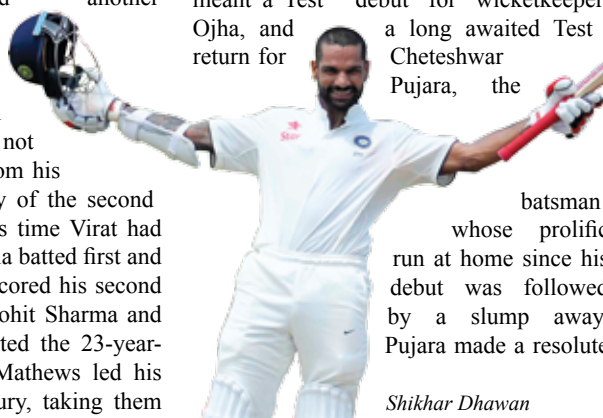 another
not
om his
of the second
s time Virat had
a batted first and
cored his second
ohit Sharma and
ted the 23-year-
Mathews led his
ury, taking them
meant a Test debut for wicketkeeper
Ojha, and a long awaited Test
return for Cheteshwar
Pujara, the
batsman
whose prolific
run at home since his
debut was followed
by a slump away.
Pujara made a resolute
Shikhar Dhawan
Star